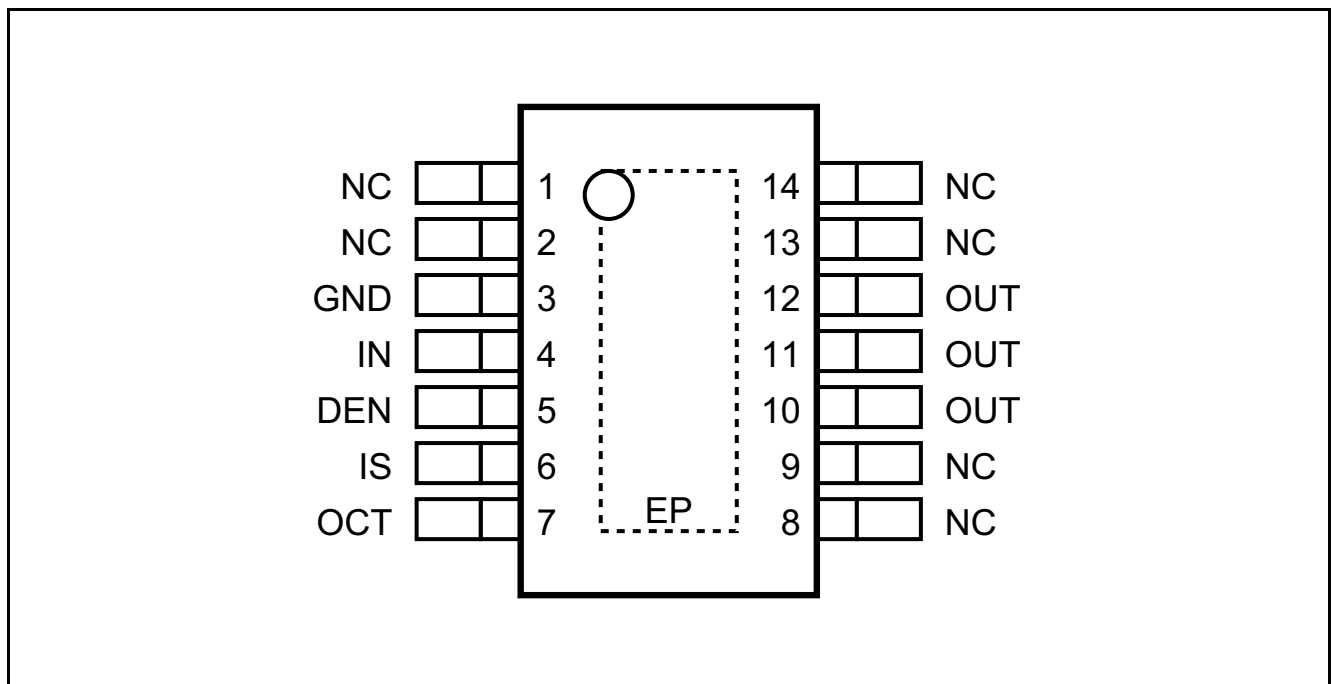 NC 1 14 NC
NC 2 13 NC
GND 3 12 OUT
IN 4 11 OUT
DEN 5 10 OUT
IS 6 9 NC
OCT 7 EP 8 NC